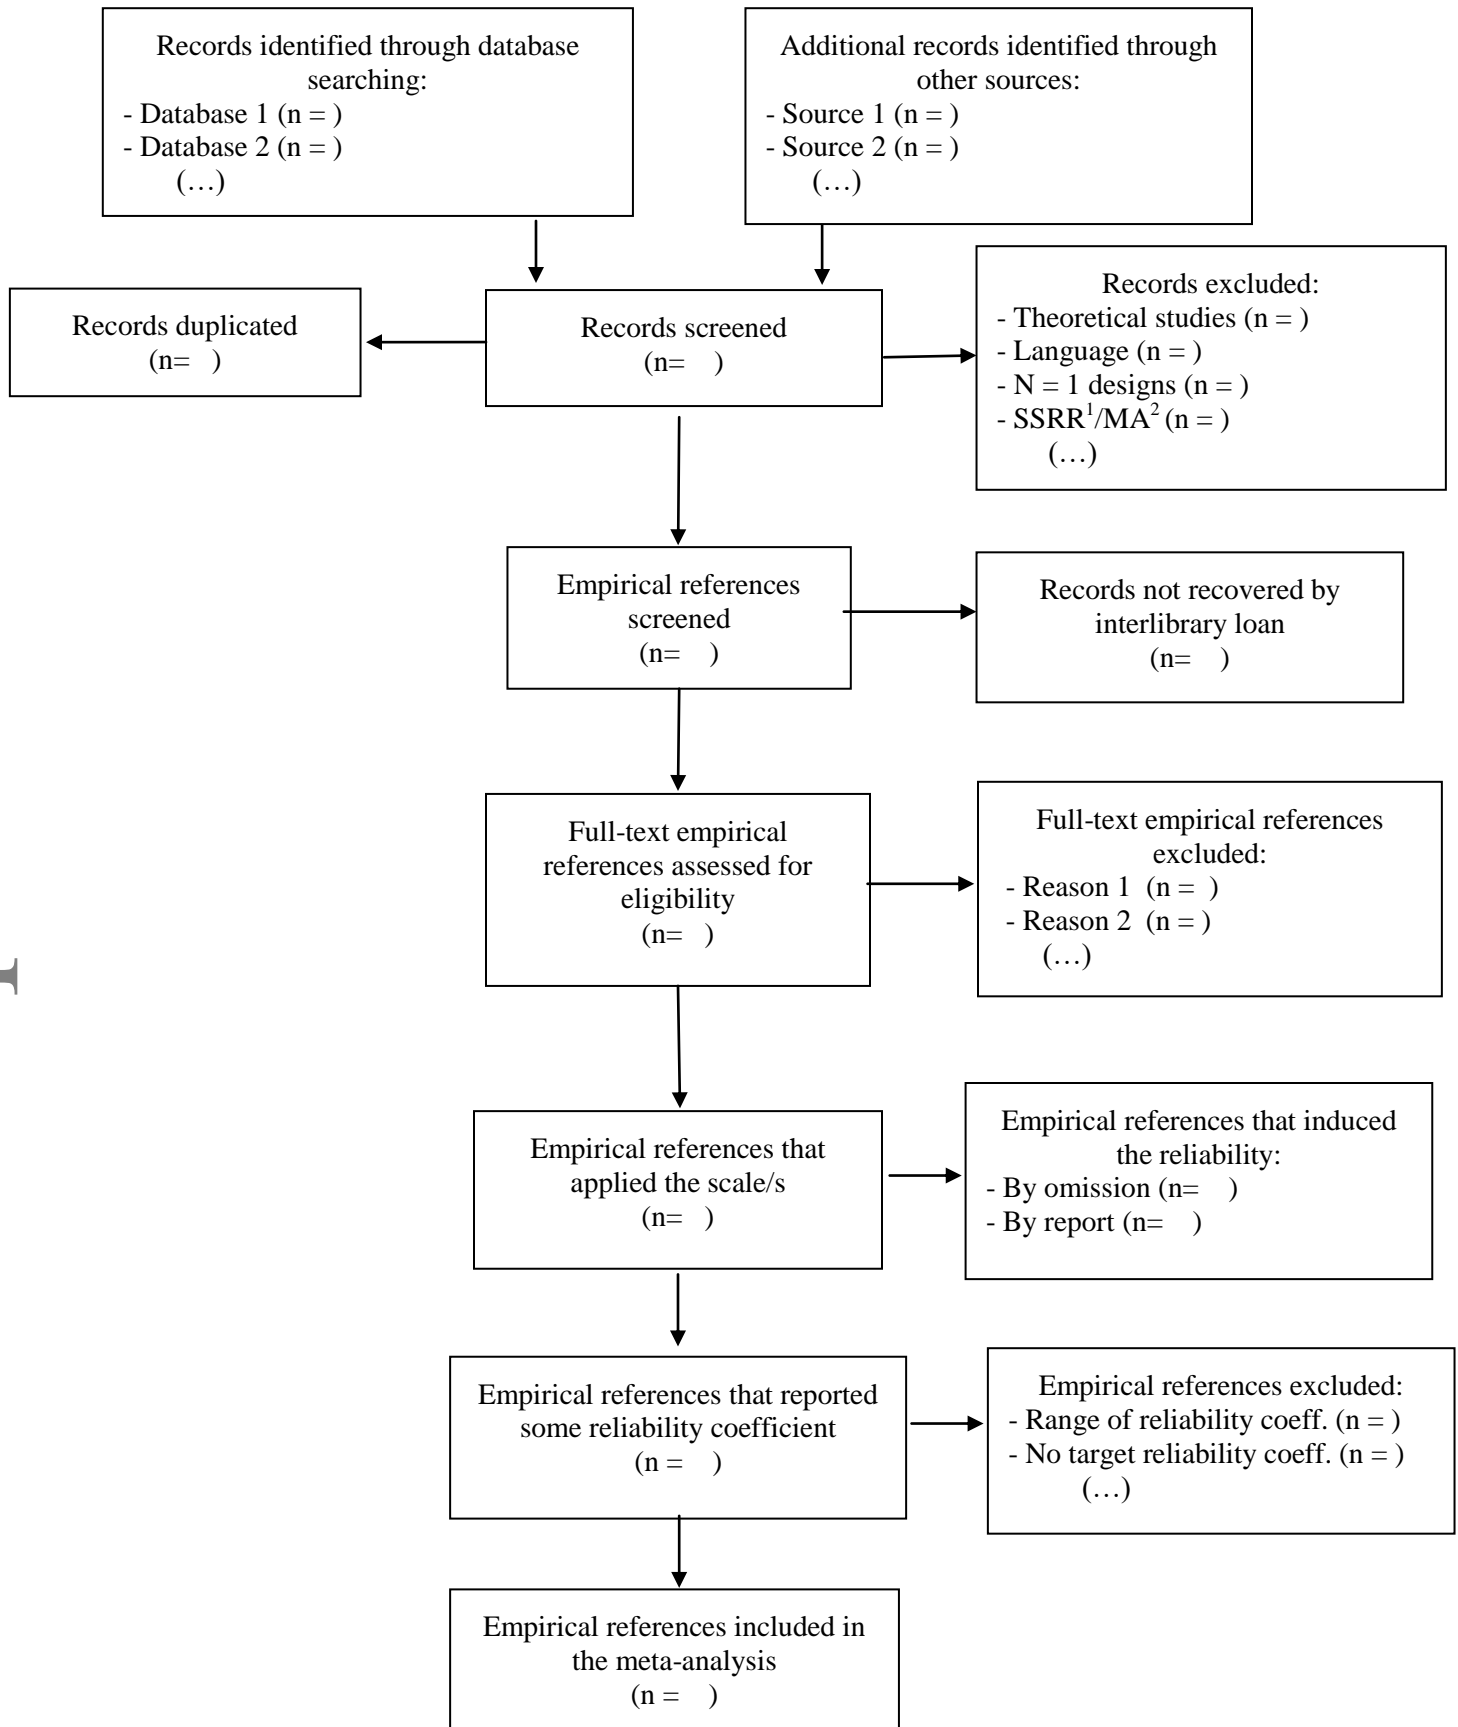 Records identified through database
searching:
- Database 1 (n = )
- Database 2 (n = )
(…)
Additional records identified through
other sources:
- Source 1 (n = )
- Source 2 (n = )
(…)
Records duplicated
(n=   )
Records screened
(n=   )
Records excluded:
- Theoretical studies (n = )
- Language (n = )
- N = 1 designs (n = )
- SSRR¹/MA² (n = )
(…)
Empirical references
screened
(n=   )
Records not recovered by
interlibrary loan
(n=   )
Full-text empirical
references assessed for
eligibility
(n=   )
Full-text empirical references
excluded:
- Reason 1  (n =  )
- Reason 2  (n = )
(…)
Empirical references that
applied the scale/s
(n=   )
Empirical references that induced
the reliability:
- By omission (n=   )
- By report (n=   )
Empirical references that reported
some reliability coefficient
(n =   )
Empirical references excluded:
- Range of reliability coeff. (n = )
- No target reliability coeff. (n = )
(…)
Empirical references included in
the meta-analysis
(n =   )